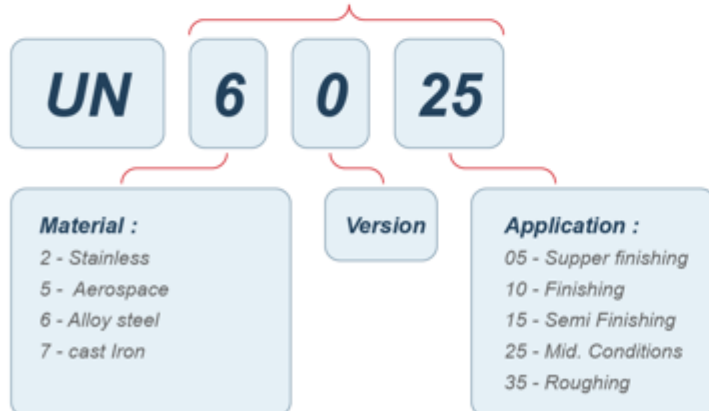 UN 6 0 25
Material :
2 - Stainless
5 - Aerospace
6 - Alloy steel
7 - cast Iron
Version
Application :
05 - Supper finishing
10 - Finishing
15 - Semi Finishing
25 - Mid. Conditions
35 - Roughing